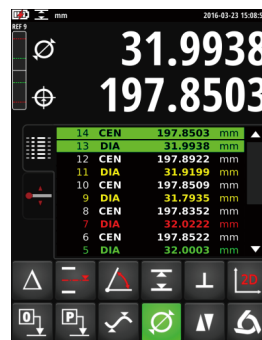 mm 2016-03-23 15:08:5
REF 9
31.9938
197.8503
14 CEN 197.8503 mm
13 DIA 31.9938 mm
12 CEN 197.8922 mm
11 DIA 31.9199 mm
10 CEN 197.8509 mm
9 DIA 31.7935 mm
8 CEN 197.8352 mm
7 DIA 32.0222 mm
6 CEN 197.8522 mm
5 DIA 32.0003 mm
2D
0 P